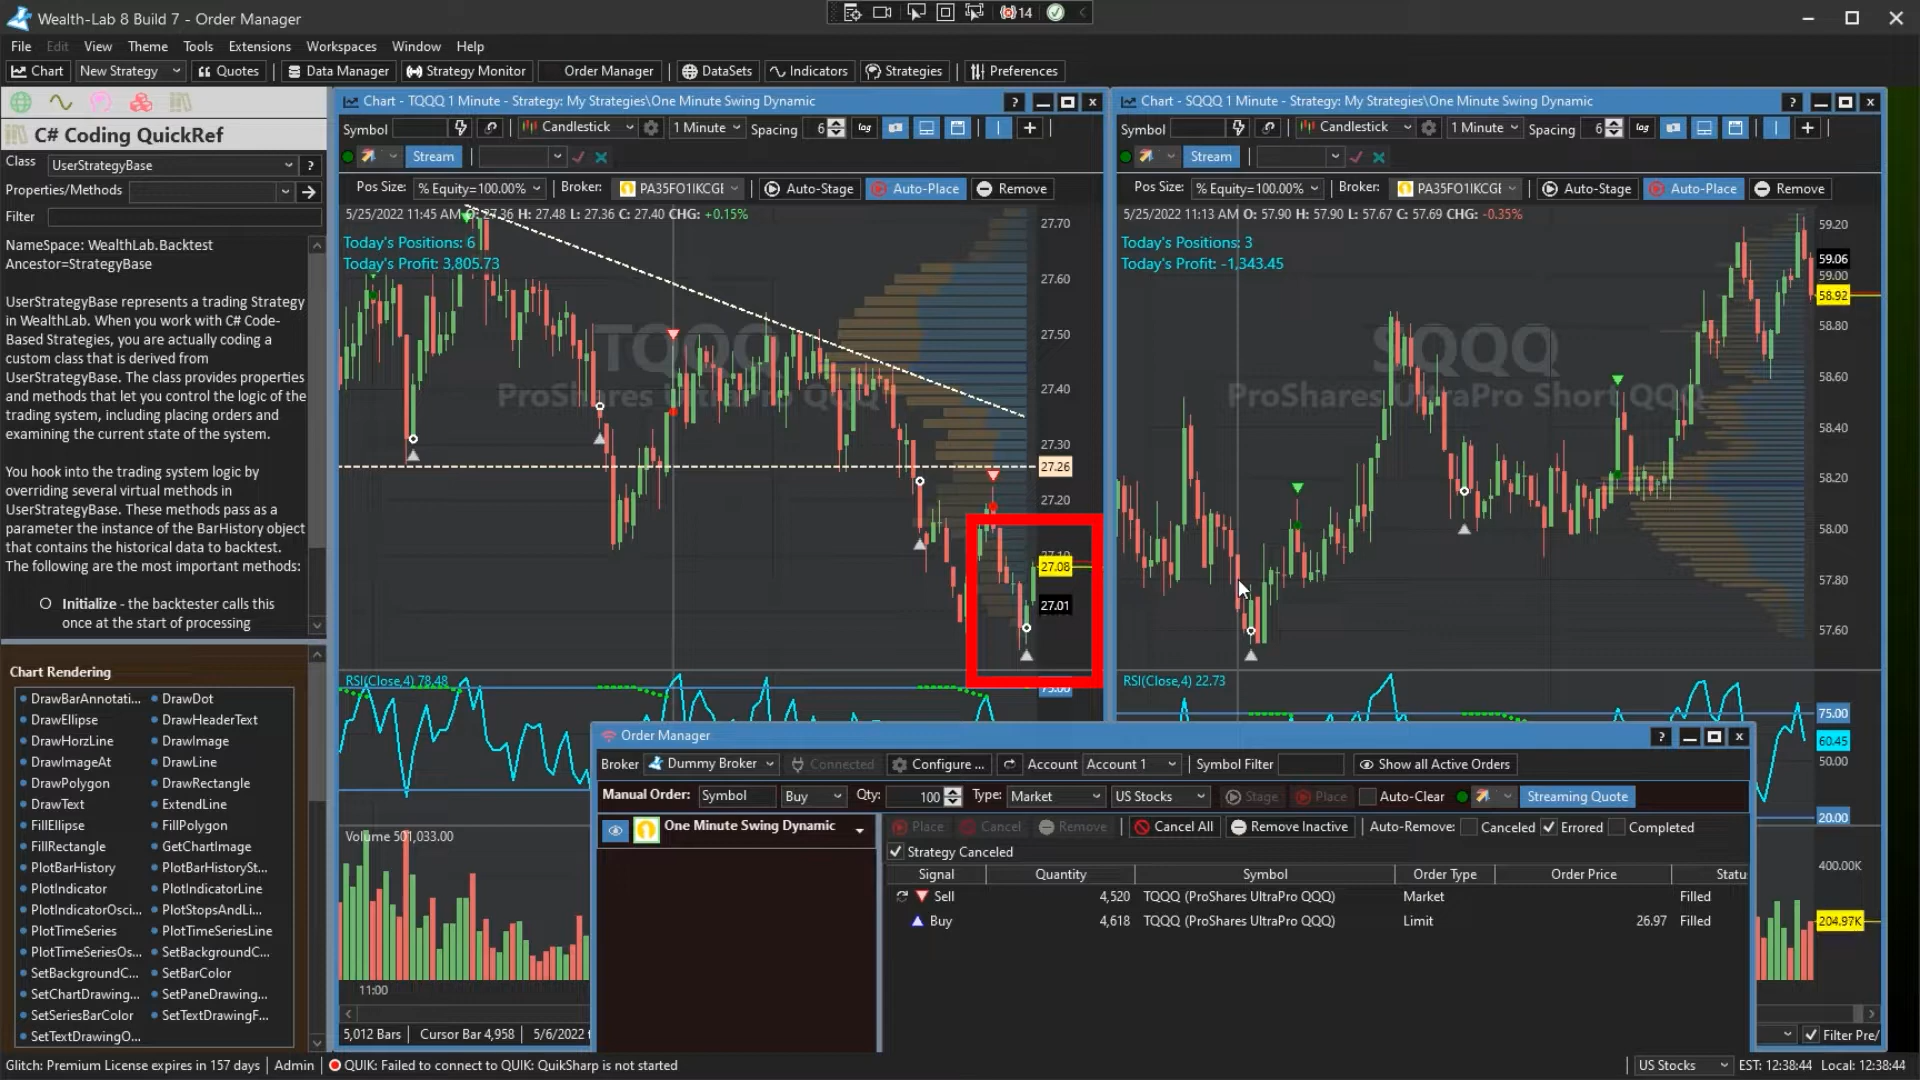 Wealth-Lab 8 Build 7 - Order Manager
14
File Edit View Theme Tools Extensions Workspaces Window Help
Chart New Strategy Quotes Data Manager Strategy Monitor Order Manager DataSets Indicators Strategies Preferences
C# Coding QuickRef
Class UserStrategyBase ?
Properties/Methods
Filter
NameSpace: WealthLab.Backtest
Ancestor=StrategyBase
UserStrategyBase represents a trading Strategy
in WealthLab. When you work with C# Code-
Based Strategies, you are actually coding a
custom class that is derived from
UserStrategyBase. The class provides properties
and methods that let you control the logic of the
trading system, including placing orders and
examining the current state of the system.
You hook into the trading system logic by
overriding several virtual methods in
UserStrategyBase. These methods pass as a
parameter the instance of the BarHistory object
that contains the historical data to backtest.
The following are the most important methods:
Initialize - the backtester calls this
once at the start of processing
Chart Rendering
DrawBarAnnotati... DrawDot
DrawEllipse DrawHeaderText
DrawHorzLine DrawImage
DrawImageAt DrawLine
DrawPolygon DrawRectangle
DrawText ExtendLine
FillEllipse FillPolygon
FillRectangle GetChartImage
PlotBarHistory PlotBarHistorySt...
PlotIndicator PlotIndicatorLine
PlotIndicatorOsci... PlotStopsAndLi...
PlotTimeSeries PlotTimeSeriesLine
PlotTimeSeriesOs... SetBackgroundC...
SetBackgroundC... SetBarColor
SetChartDrawing... SetPaneDrawing...
SetSeriesBarColor SetTextDrawingF...
SetTextDrawingO...
Chart - TQQQ 1 Minute - Strategy: My Strategies\One Minute Swing Dynamic ?
Symbol Candlestick 1 Minute Spacing 6 log
Stream
Pos Size: % Equity=100.00% Broker: PA35FO1IKCGE Auto-Stage Auto-Place Remove
5/25/2022 11:45 AM O: 27.36 H: 27.48 L: 27.36 C: 27.40 CHG: +0.15%
Today's Positions: 6
Today's Profit: 3,805.73
TQQQ
ProShares UltraPro QQQ
27.70
27.60
27.50
27.40
27.30
27.26
27.20
27.10
27.08
27.01
RSI(Close,4) 78.48
75.00
Volume 501,033.00
11:00
5,012 Bars Cursor Bar 4,958 5/6/2022
Chart - SQQQ 1 Minute - Strategy: My Strategies\One Minute Swing Dynamic ?
Symbol Candlestick 1 Minute Spacing 6 log
Stream
Pos Size: % Equity=100.00% Broker: PA35FO1IKCGE Auto-Stage Auto-Place Remove
5/25/2022 11:13 AM O: 57.90 H: 57.90 L: 57.67 C: 57.69 CHG: -0.35%
Today's Positions: 3
Today's Profit: -1,343.45
SQQQ
ProShares UltraPro Short QQQ
59.20
59.06
59.00
58.92
58.80
58.60
58.40
58.20
58.00
57.80
57.60
RSI(Close,4) 22.73
75.00
60.45
50.00
20.00
400.00K
204.97K
Filter Pre/
Order Manager ?
Broker Dummy Broker Connected Configure ... Account Account 1 Symbol Filter Show all Active Orders
Manual Order: Symbol Buy Qty: 100 Type: Market US Stocks Stage Place Auto-Clear Streaming Quote
One Minute Swing Dynamic
Place Cancel Remove Cancel All Remove Inactive Auto-Remove: Canceled Errored Completed
Strategy Canceled
Signal Quantity Symbol Order Type Order Price Statu
Sell 4,520 TQQQ (ProShares UltraPro QQQ) Market Filled
Buy 4,618 TQQQ (ProShares UltraPro QQQ) Limit 26.97 Filled
Glitch: Premium License expires in 157 days Admin QUIK: Failed to connect to QUIK: QuikSharp is not started US Stocks EST: 12:38:44 Local: 12:38:44